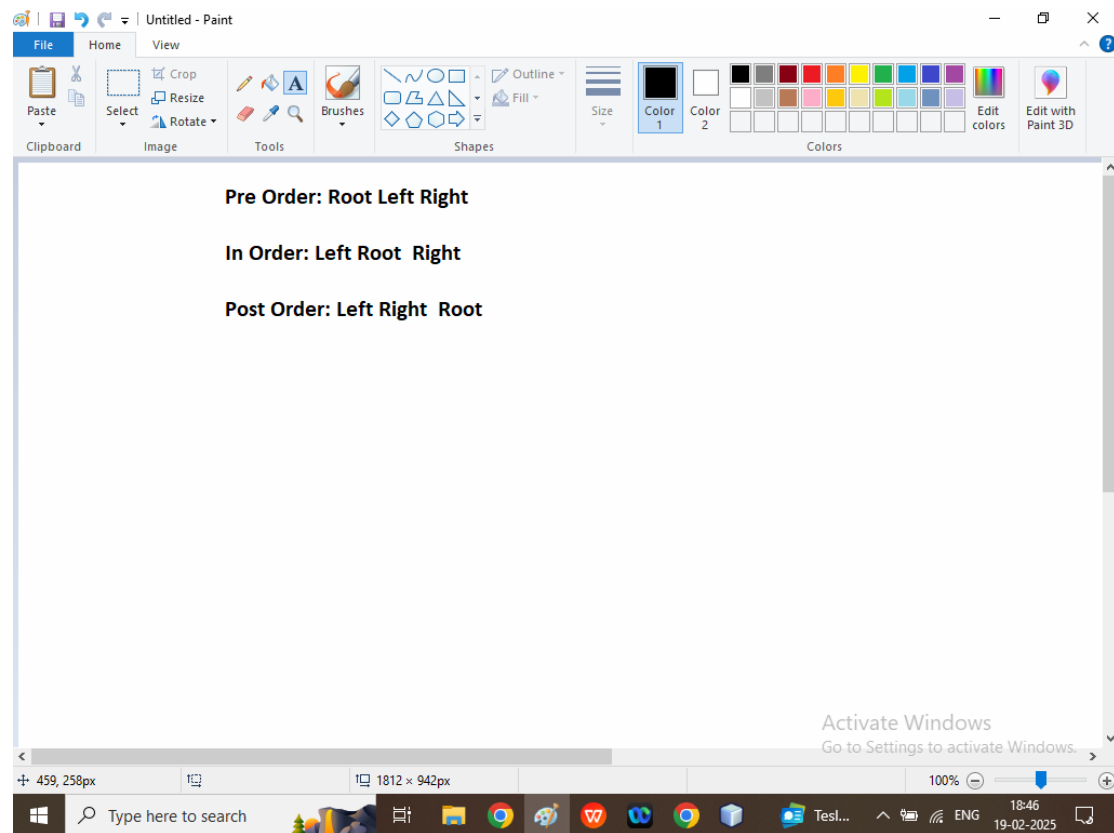 Untitled - Paint
File Home View
Paste
Select
Crop
Resize
Rotate
A
Brushes
Outline
Fill
Size
Color 1
Color 2
Edit colors
Edit with Paint 3D
Clipboard Image Tools Shapes Colors
Pre Order: Root Left Right
In Order: Left Root  Right
Post Order: Left Right  Root
Activate Windows
Go to Settings to activate Windows.
459, 258px 1812 × 942px 100%
Type here to search Tesl... ENG 18:46
19-02-2025